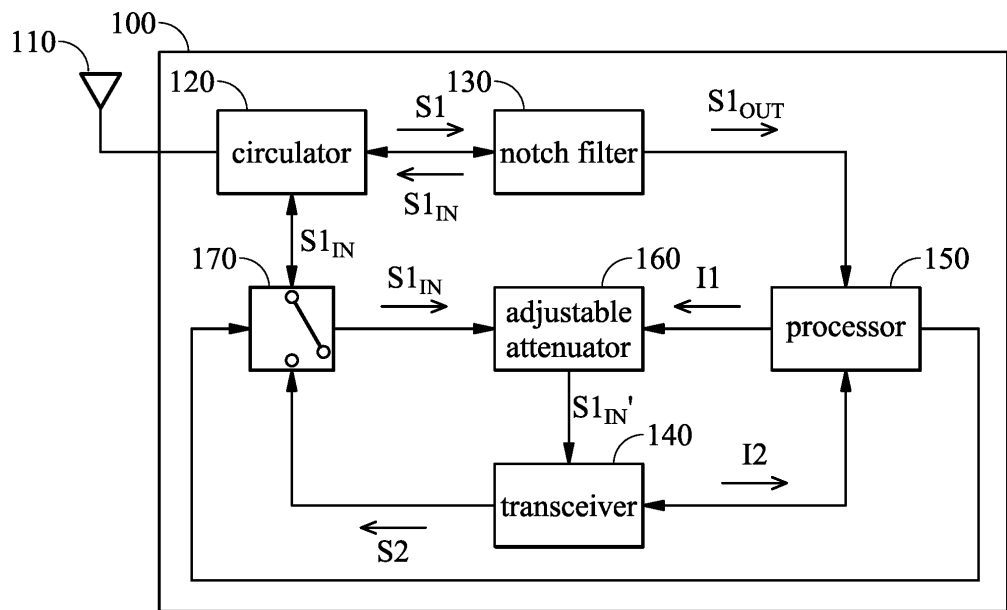 110
100
120
130
S1
S1OUT
circulator
notch filter
S1IN
S1IN
170
S1IN
160
I1
150
adjustable
attenuator
processor
S1IN'
140
I2
transceiver
S2